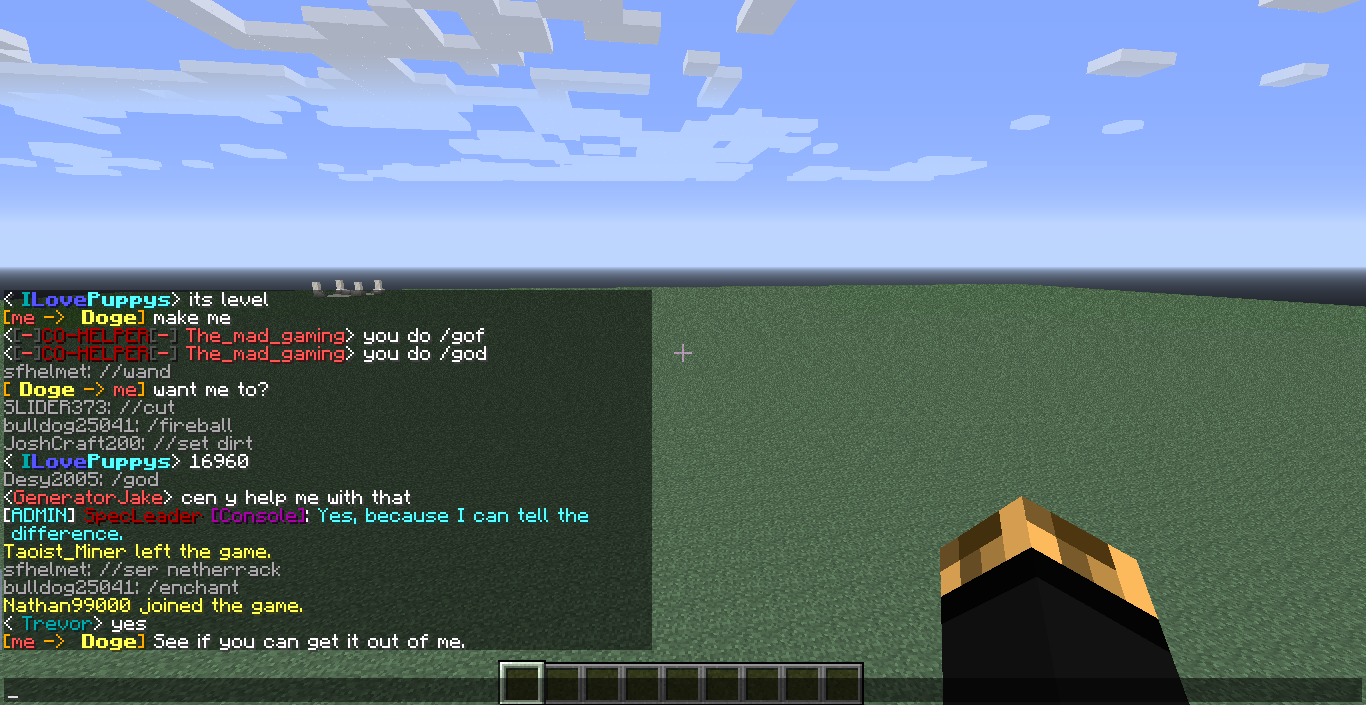 < ILovePuppys> its level
[me -> Doge] make me
<[-]CO-HELPER[-] The_mad_gaming> you do /gof
<[-]CO-HELPER[-] The_mad_gaming> you do /god
sfhelmet: //wand
[ Doge -> me] want me to?
SLIDER373: //cut
bulldog25041: /fireball
JoshCraft200: //set dirt
< ILovePuppys> 16960
Desy2005: /god
<GeneratorJake> cen y help me with that
[ADMIN] SpecLeader [Console]: Yes, because I can tell the
difference.
Taoist_Miner left the game.
sfhelmet: //ser netherrack
bulldog25041: /enchant
Nathan99000 joined the game.
< Trevor> yes
[me -> Doge] See if you can get it out of me.
_